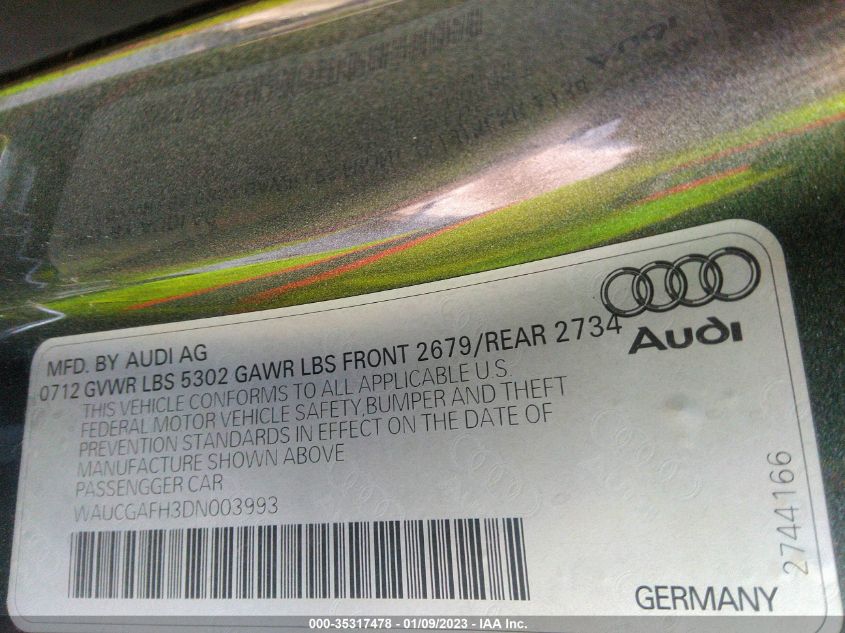 Audi
MFD. BY AUDI AG
0712 GVWR LBS 5302 GAWR LBS FRONT 2679/REAR 2734
THIS VEHICLE CONFORMS TO ALL APPLICABLE U.S.
FEDERAL MOTOR VEHICLE SAFETY,BUMPER AND THEFT
PREVENTION STANDARDS IN EFFECT ON THE DATE OF
MANUFACTURE SHOWN ABOVE
PASSENGGER CAR
WAUCGAFH3DN003993
2744166
GERMANY
000-35317478 - 01/09/2023 - IAA Inc.